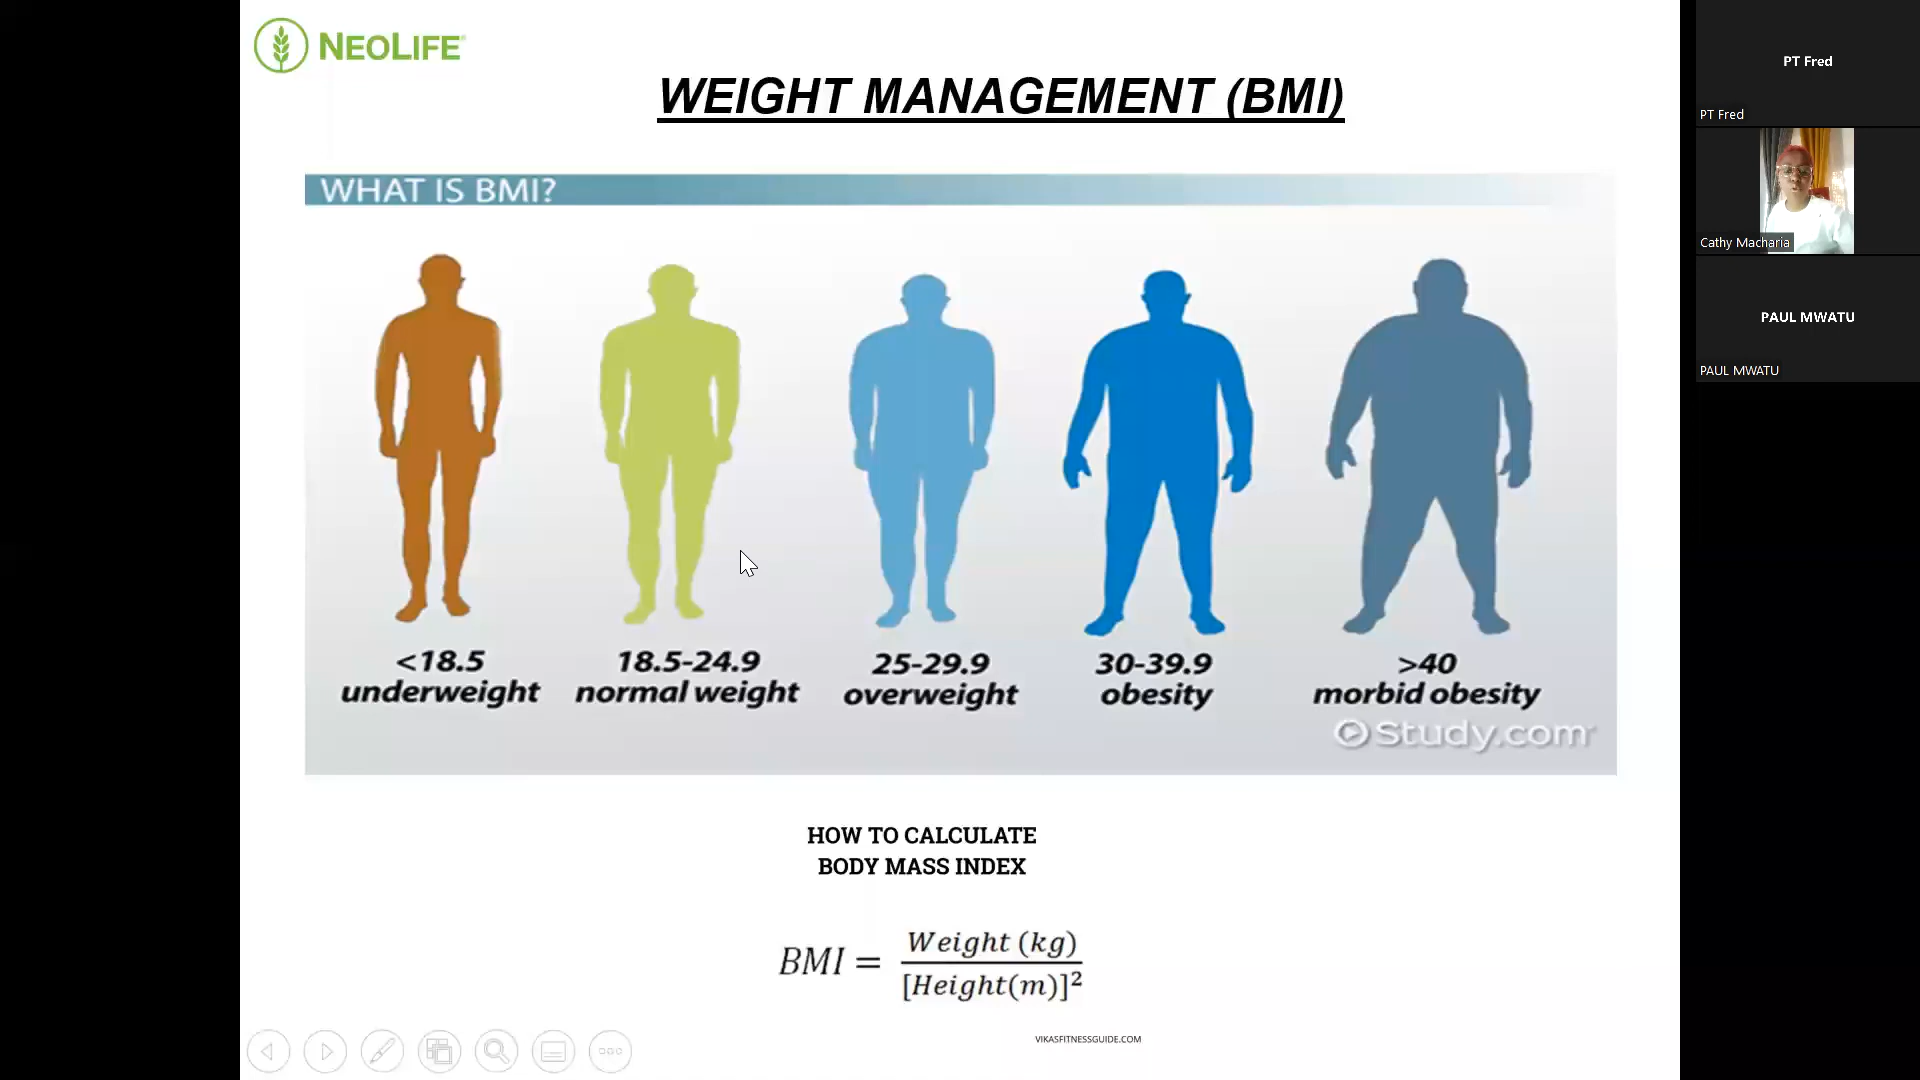 NEOLIFE
WEIGHT MANAGEMENT (BMI)
WHAT IS BMI?
<18.5
underweight
18.5-24.9
normal weight
25-29.9
overweight
30-39.9
obesity
>40
morbid obesity
Study.com
HOW TO CALCULATE
BODY MASS INDEX
BMI = Weight (kg) / [Height(m)]²
VIKASFITNESSGUIDE.COM
PT Fred
PT Fred
Cathy Macharia
PAUL MWATU
PAUL MWATU